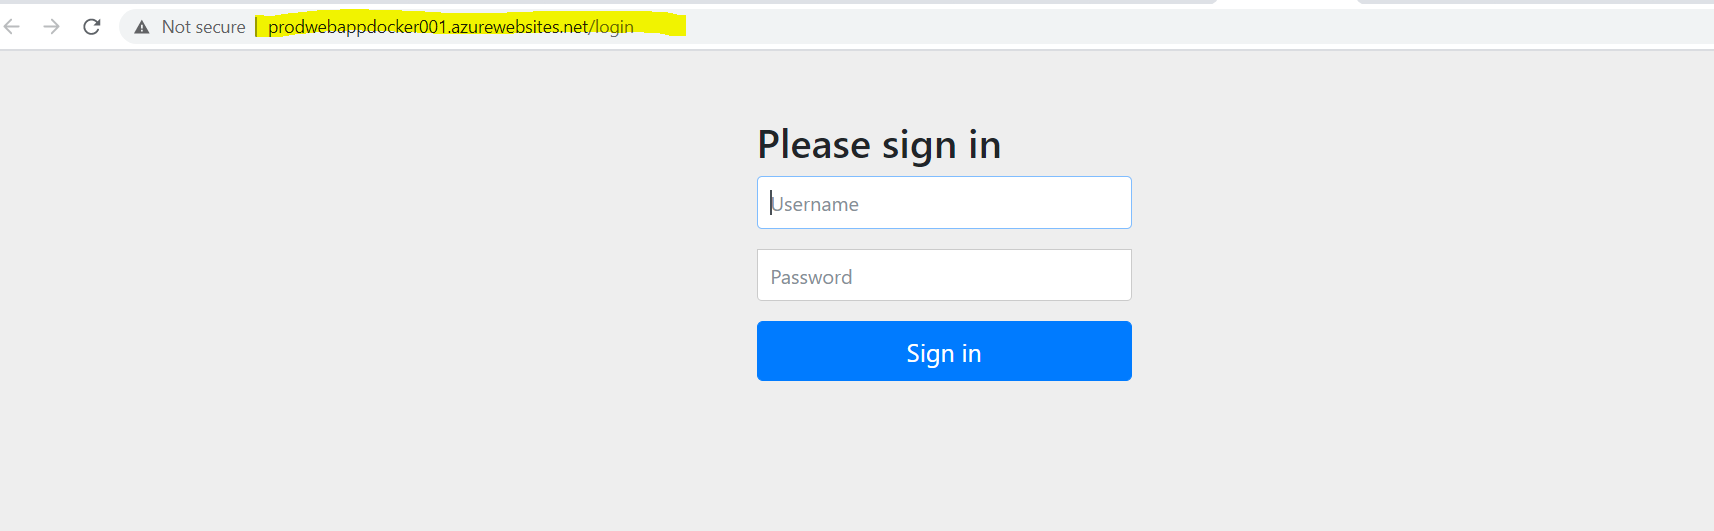 Not secure | prodwebappdocker001.azurewebsites.net/login
Please sign in
Username
Password
Sign in